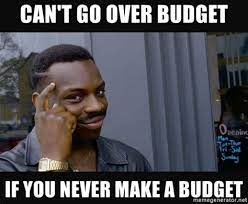 CAN'T GO OVER BUDGET
IF YOU NEVER MAKE A BUDGET
memegenerator.net